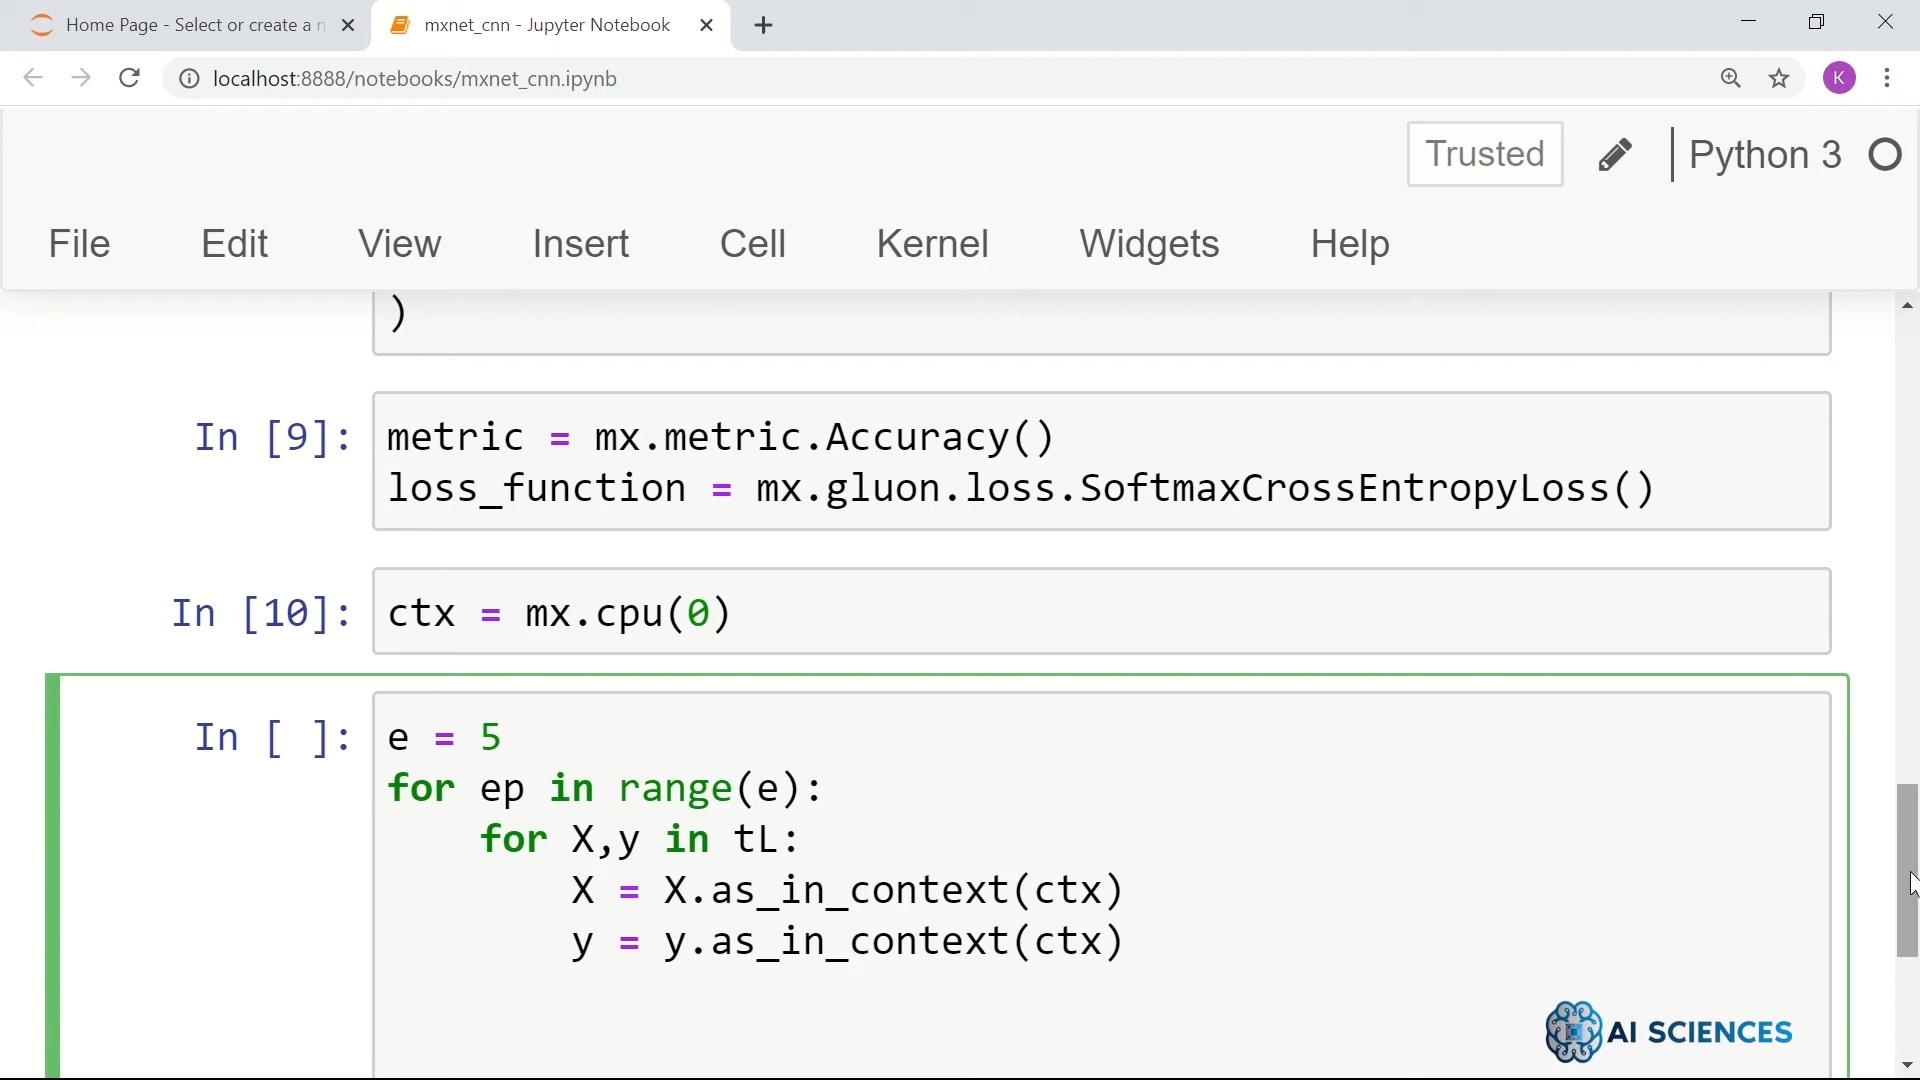 Home Page - Select or create a n
mxnet_cnn - Jupyter Notebook
localhost:8888/notebooks/mxnet_cnn.ipynb
K
Trusted
Python 3
File Edit View Insert Cell Kernel Widgets Help
)
In [9]:
metric = mx.metric.Accuracy()
loss_function = mx.gluon.loss.SoftmaxCrossEntropyLoss()
In [10]:
ctx = mx.cpu(0)
In [ ]:
e = 5
for ep in range(e):
    for X,y in tL:
        X = X.as_in_context(ctx)
        y = y.as_in_context(ctx)
AI SCIENCES